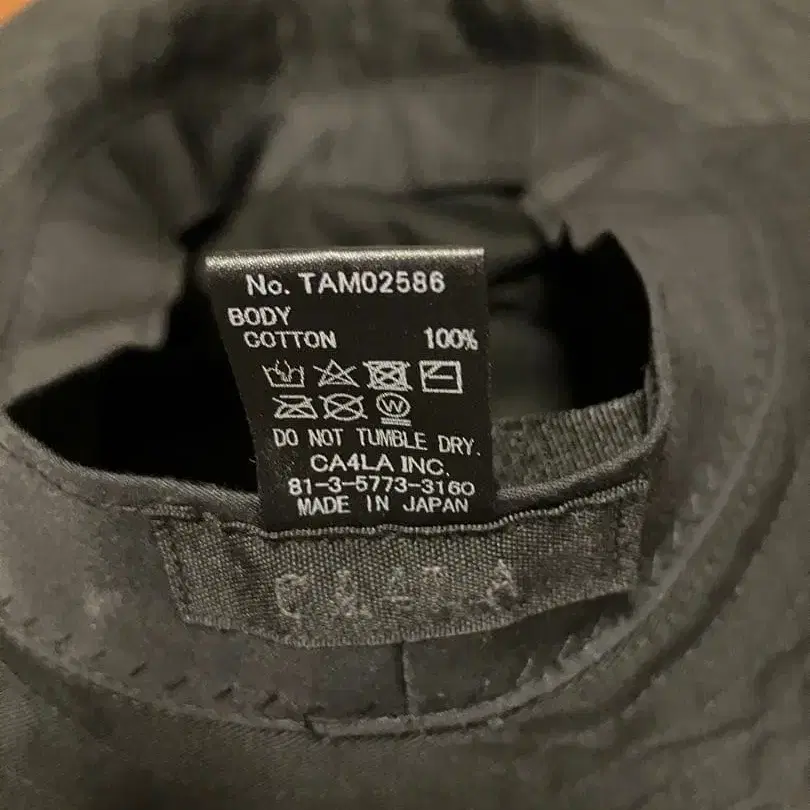 No. TAM02586
BODY
COTTON 100%
W
DO NOT TUMBLE DRY.
CA4LA INC.
81-3-5773-3160
MADE IN JAPAN
CA4LA